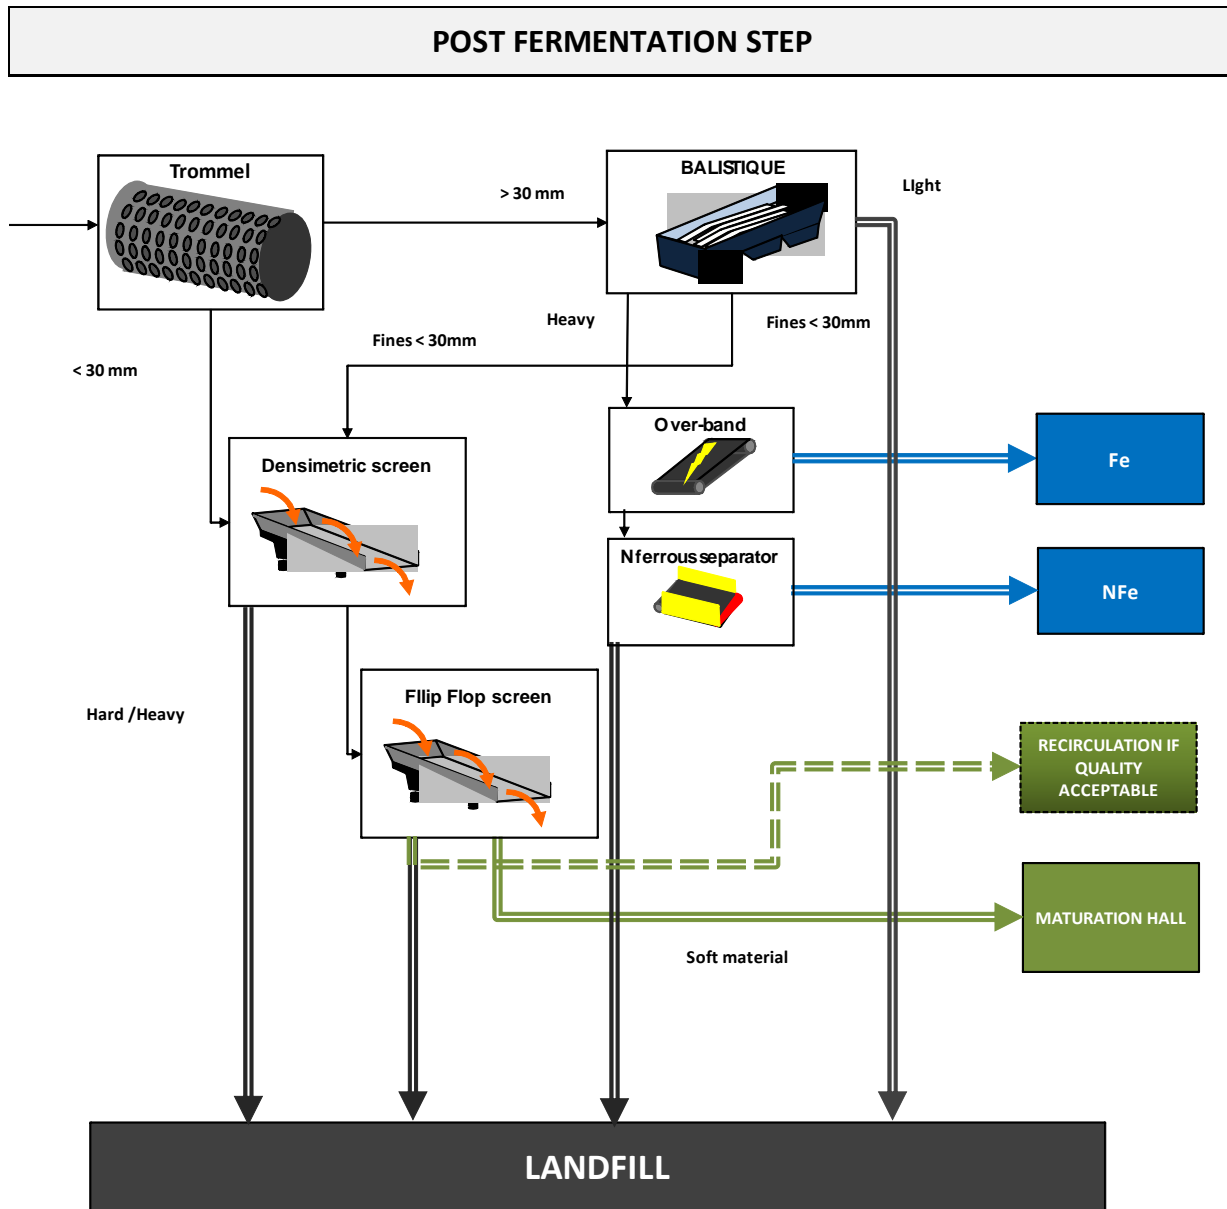 POST FERMENTATION STEP
Trommel
> 30 mm
BALISTIQUE
LIght
Heavy
Fines < 30mm
Fines < 30mm
< 30 mm
Over-band
Fe
Densimetric screen
N ferrous separator
NFe
Fllip Flop screen
Hard /Heavy
RECIRCULATION IF
QUALITY
ACCEPTABLE
MATURATION HALL
Soft material
LANDFILL